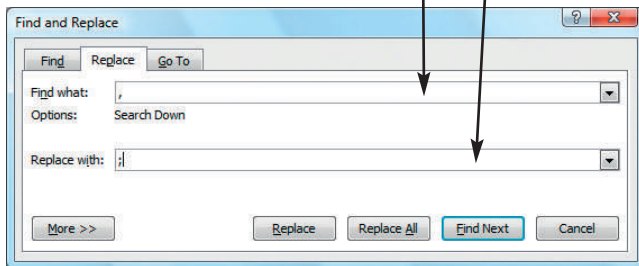 Find and Replace
Find Replace Go To
Find what: ,
Options: Search Down
Replace with: ;
More >> Replace Replace All Find Next Cancel